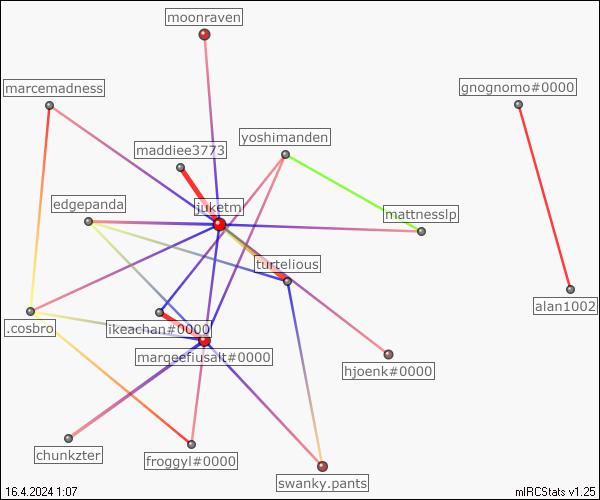 moonraven
marcemadness
gnognomo#0000
yoshimanden
maddiee3773
edgepanda
juketm
mattnesslp
turtelious
alan1002
.cosbro
ikeachan#0000
marqeefiusalt#0000
hjoenk#0000
chunkzter
froggyl#0000
swanky.pants
16.4.2024 1:07
mIRCStats v1.25